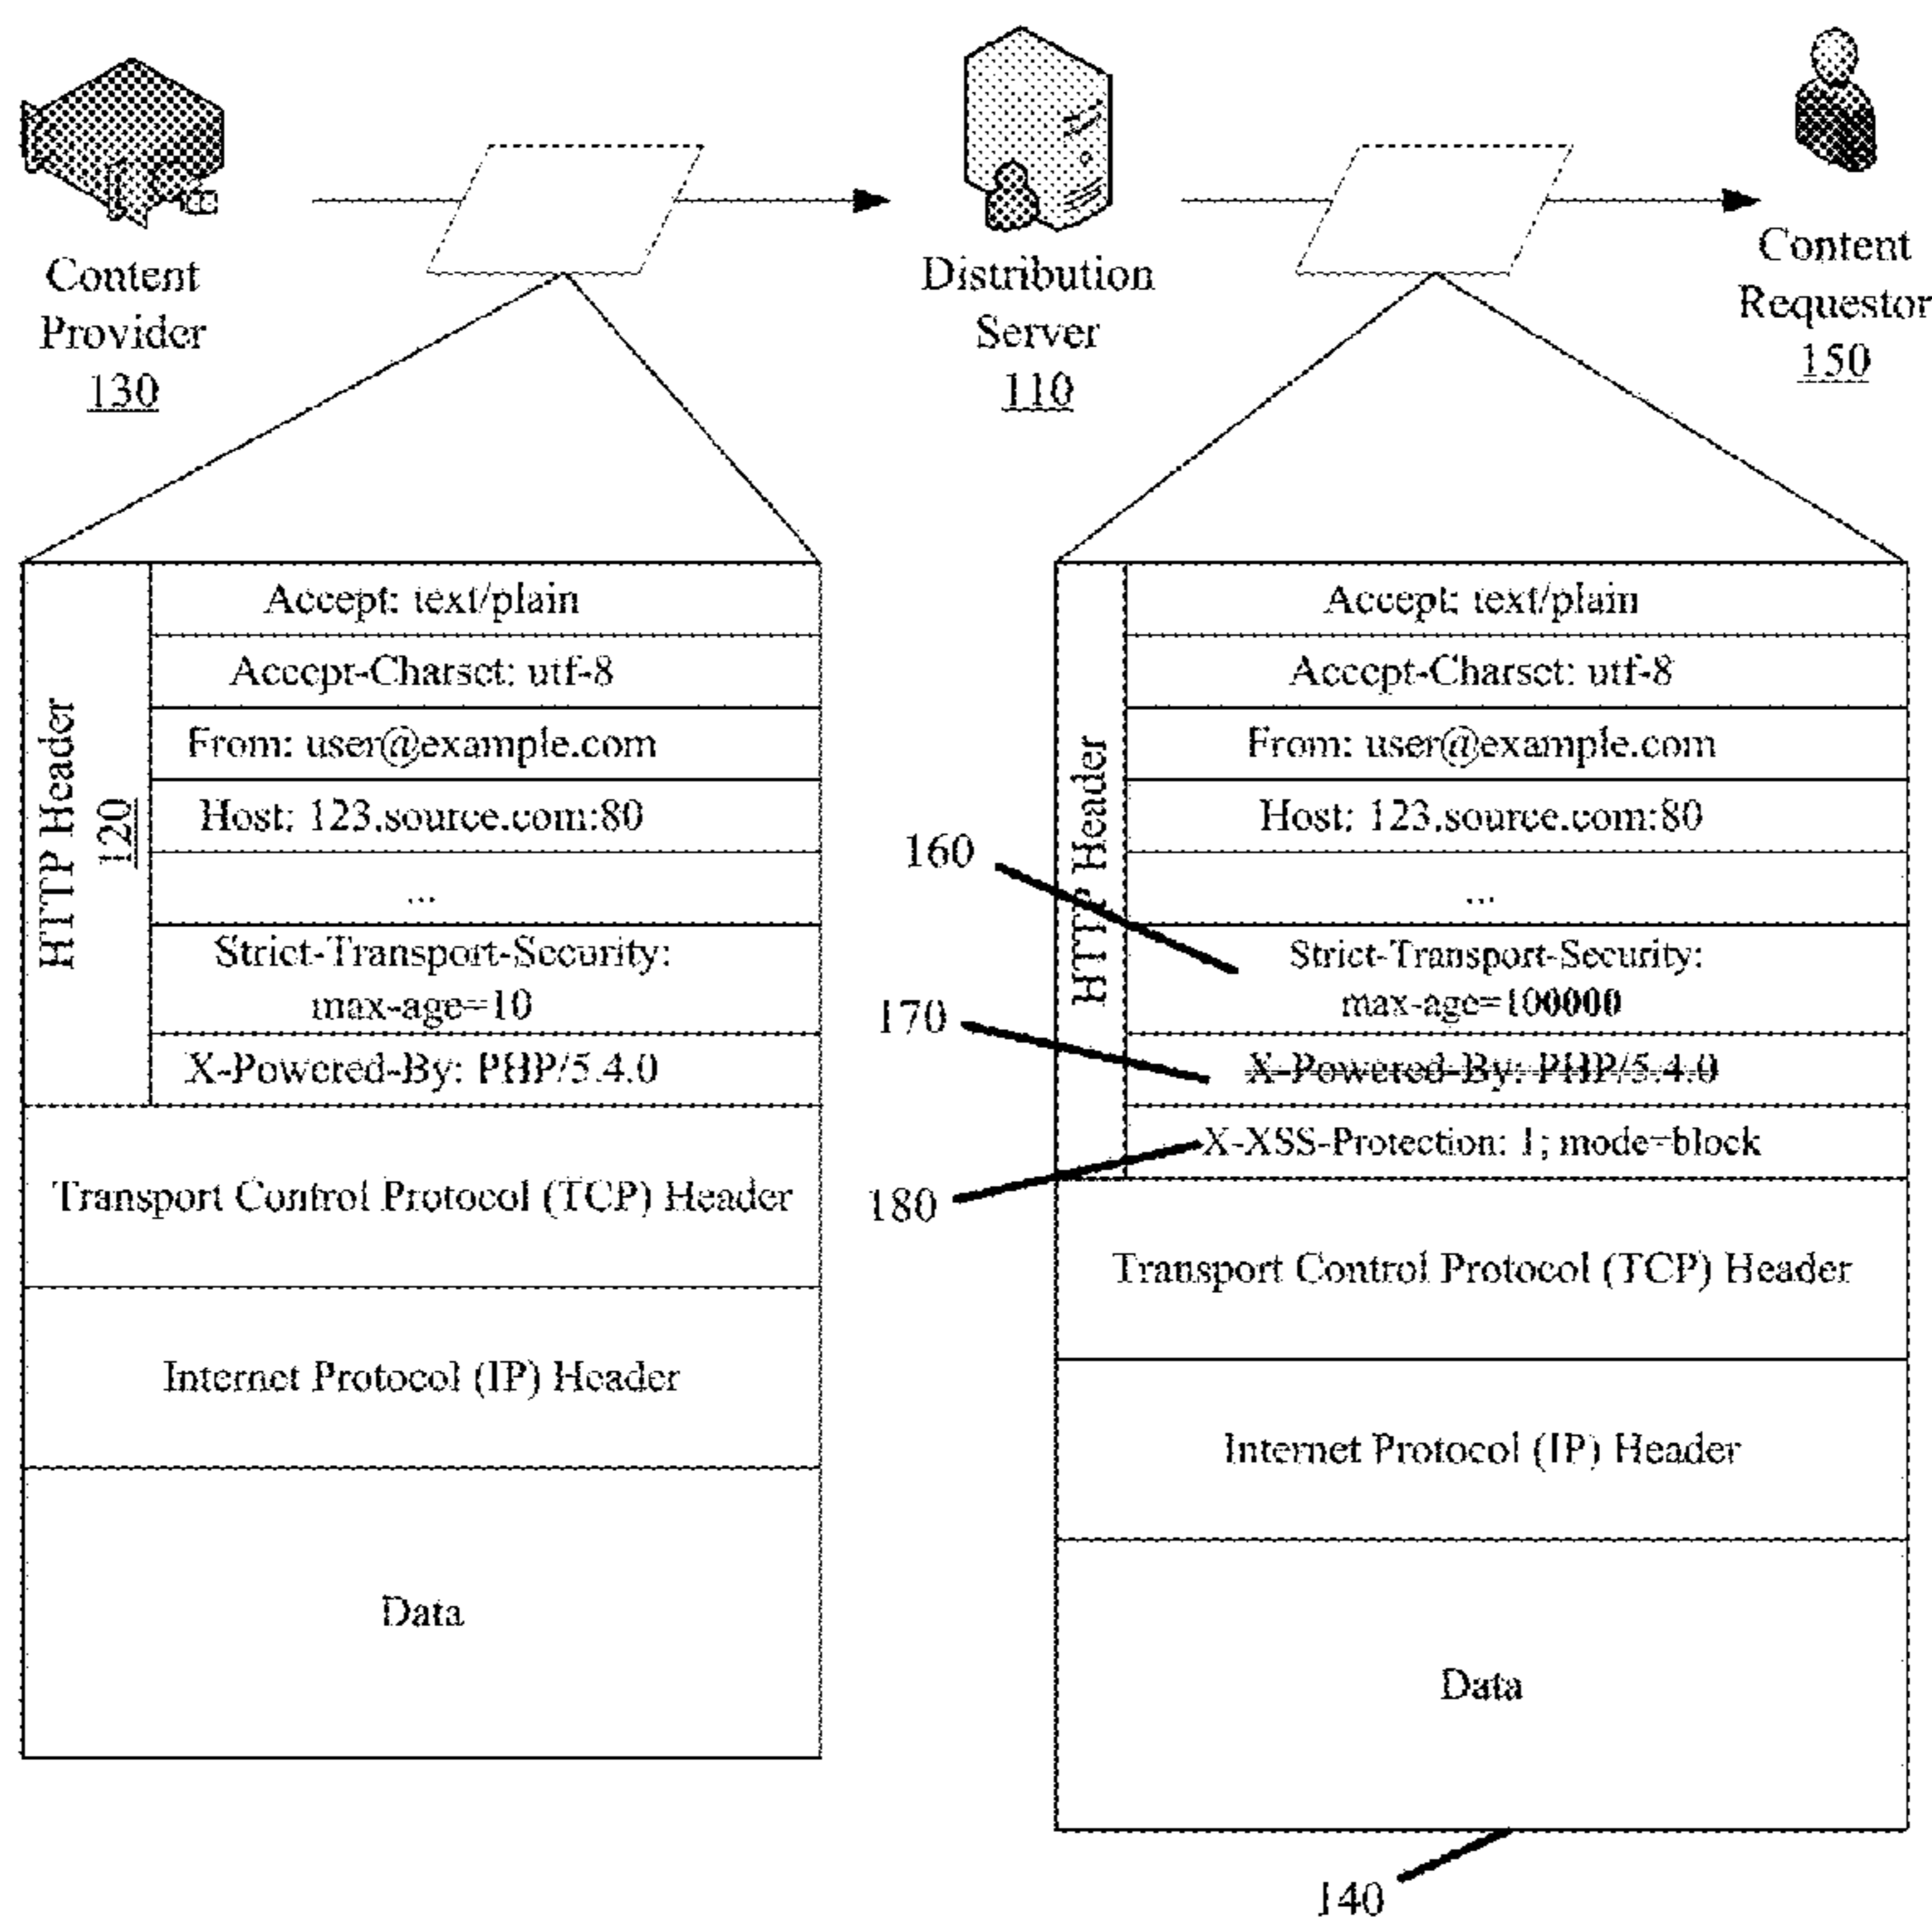 Content
Provider
130
Distribution
Server
110
Content
Requestor
150
HTTP Header
120
Accept: text/plain
Accept-Charset: utf-8
From: user@example.com
Host: 123.source.com:80
...
Strict-Transport-Security:
max-age=10
X-Powered-By: PHP/5.4.0
Transport Control Protocol (TCP) Header
Internet Protocol (IP) Header
Data
160
170
180
HTTP Header
Accept: text/plain
Accept-Charset: utf-8
From: user@example.com
Host: 123.source.com:80
...
Strict-Transport-Security:
max-age=100000
X-Powered-By: PHP/5.4.0
X-XSS-Protection: 1; mode=block
Transport Control Protocol (TCP) Header
Internet Protocol (IP) Header
Data
140